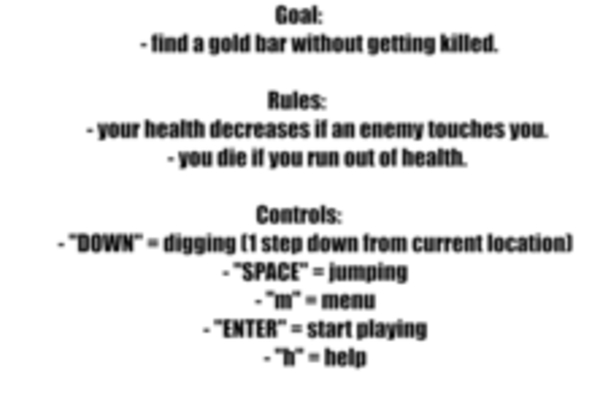 Goal:
- find a gold bar without getting killed.
Rules:
- your health decreases if an enemy touches you.
- you die if you run out of health.
Controls:
- "DOWN" = digging (1 step down from current location)
- "SPACE" = jumping
- "m" = menu
- "ENTER" = start playing
- "h" = help